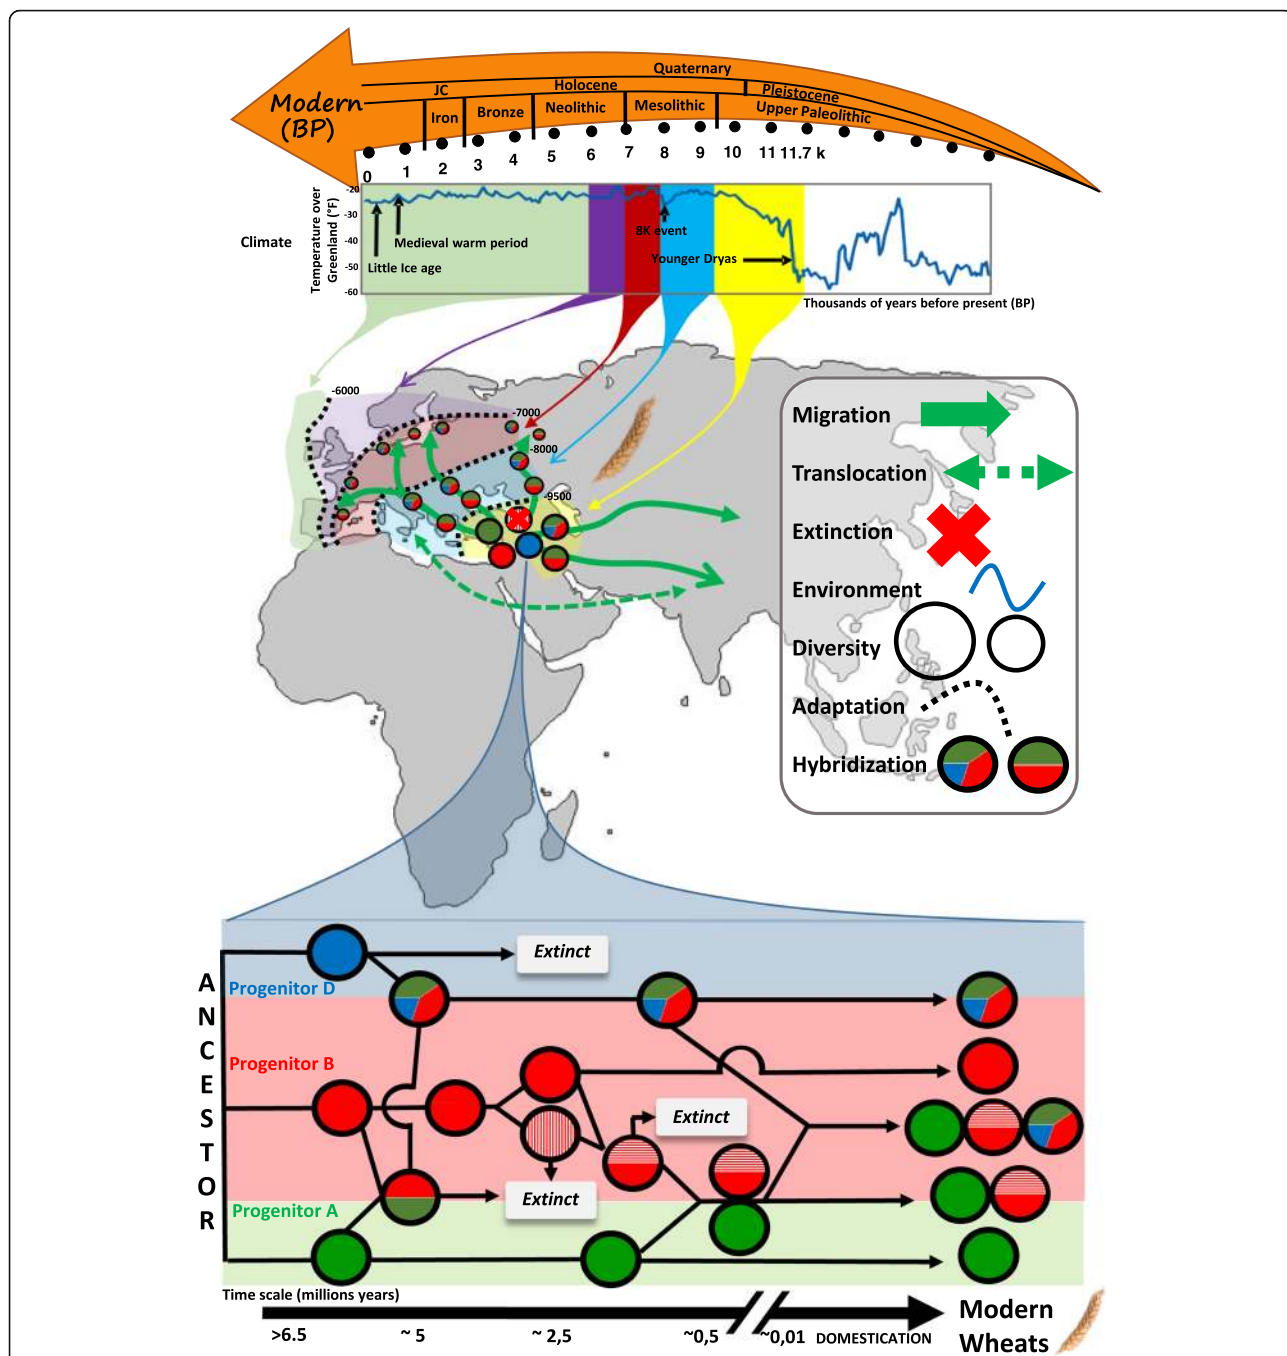 Quaternary
JC
Holocene
Pleistocene
Modern
(BP)
Iron
Bronze
Neolithic
Mesolithic
Upper Paleolithic
0 1 2 3 4 5 6 7 8 9 10 11 11.7 k
Climate
Temperature over
Greenland (°F)
-20
-30
-40
-50
-60
Medieval warm period
Little Ice age
8K event
Younger Dryas
Thousands of years before present (BP)
-6000
-7000
-8000
-9500
Migration
Translocation
Extinction
Environment
Diversity
Adaptation
Hybridization
ANCESTOR
Extinct
Progenitor D
Progenitor B
Extinct
Extinct
Progenitor A
Time scale (millions years)
>6.5
~ 5
~ 2,5
~0,5
~0,01
DOMESTICATION
Modern
Wheats